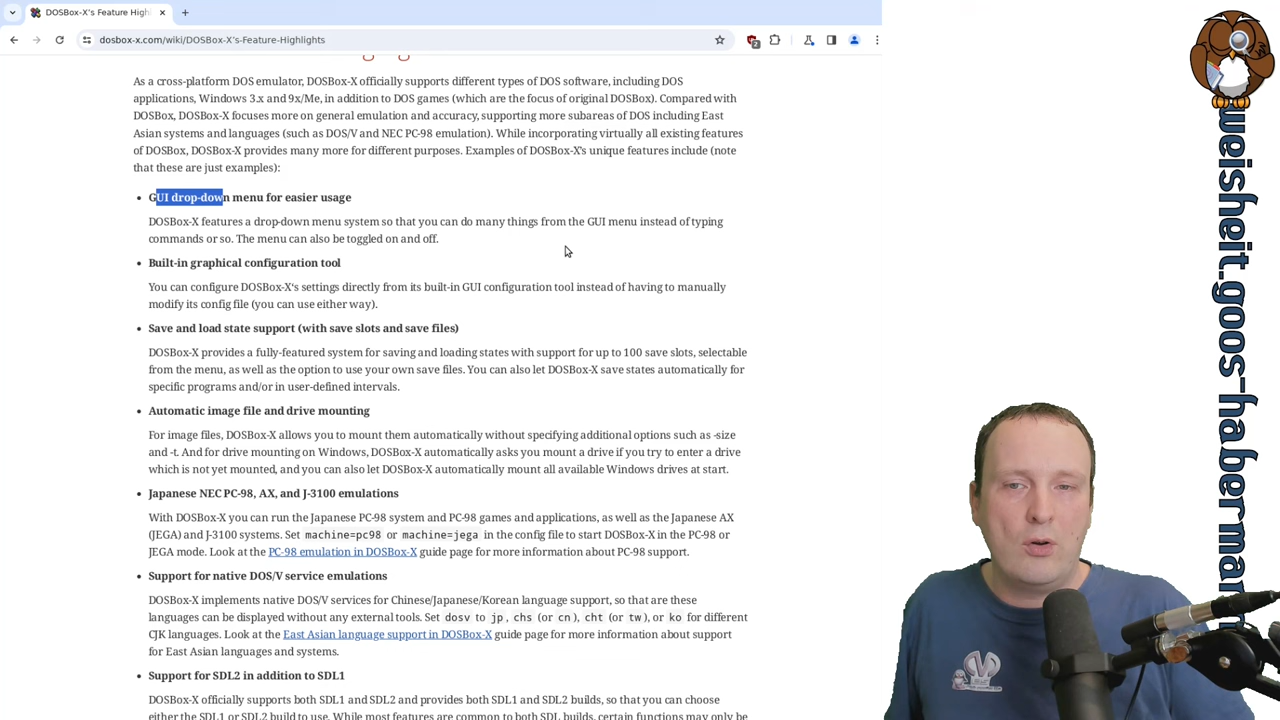 DOSBox-X's Feature High
dosbox-x.com/wiki/DOSBox-X's-Feature-Highlights
2
As a cross-platform DOS emulator, DOSBox-X officially supports different types of DOS software, including DOS
applications, Windows 3.x and 9x/Me, in addition to DOS games (which are the focus of original DOSBox). Compared with
DOSBox, DOSBox-X focuses more on general emulation and accuracy, supporting more subareas of DOS including East
Asian systems and languages (such as DOS/V and NEC PC-98 emulation). While incorporating virtually all existing features
of DOSBox, DOSBox-X provides many more for different purposes. Examples of DOSBox-X's unique features include (note
that these are just examples):
• GUI drop-down menu for easier usage
DOSBox-X features a drop-down menu system so that you can do many things from the GUI menu instead of typing
commands or so. The menu can also be toggled on and off.
• Built-in graphical configuration tool
You can configure DOSBox-X's settings directly from its built-in GUI configuration tool instead of having to manually
modify its config file (you can use either way).
• Save and load state support (with save slots and save files)
DOSBox-X provides a fully-featured system for saving and loading states with support for up to 100 save slots, selectable
from the menu, as well as the option to use your own save files. You can also let DOSBox-X save states automatically for
specific programs and/or in user-defined intervals.
• Automatic image file and drive mounting
For image files, DOSBox-X allows you to mount them automatically without specifying additional options such as -size
and -t. And for drive mounting on Windows, DOSBox-X automatically asks you mount a drive if you try to enter a drive
which is not yet mounted, and you can also let DOSBox-X automatically mount all available Windows drives at start.
• Japanese NEC PC-98, AX, and J-3100 emulations
With DOSBox-X you can run the Japanese PC-98 system and PC-98 games and applications, as well as the Japanese AX
(JEGA) and J-3100 systems. Set machine=pc98 or machine=jega in the config file to start DOSBox-X in the PC-98 or
JEGA mode. Look at the PC-98 emulation in DOSBox-X guide page for more information about PC-98 support.
• Support for native DOS/V service emulations
DOSBox-X implements native DOS/V services for Chinese/Japanese/Korean language support, so that are these
languages can be displayed without any external tools. Set dosv to jp, chs (or cn), cht (or tw), or ko for different
CJK languages. Look at the East Asian language support in DOSBox-X guide page for more information about support
for East Asian languages and systems.
• Support for SDL2 in addition to SDL1
DOSBox-X officially supports both SDL1 and SDL2 and provides both SDL1 and SDL2 builds, so that you can choose
either the SDL1 or SDL2 build to use. While most features are common to both SDL builds, certain functions may only be
weisheit.goos-haberman